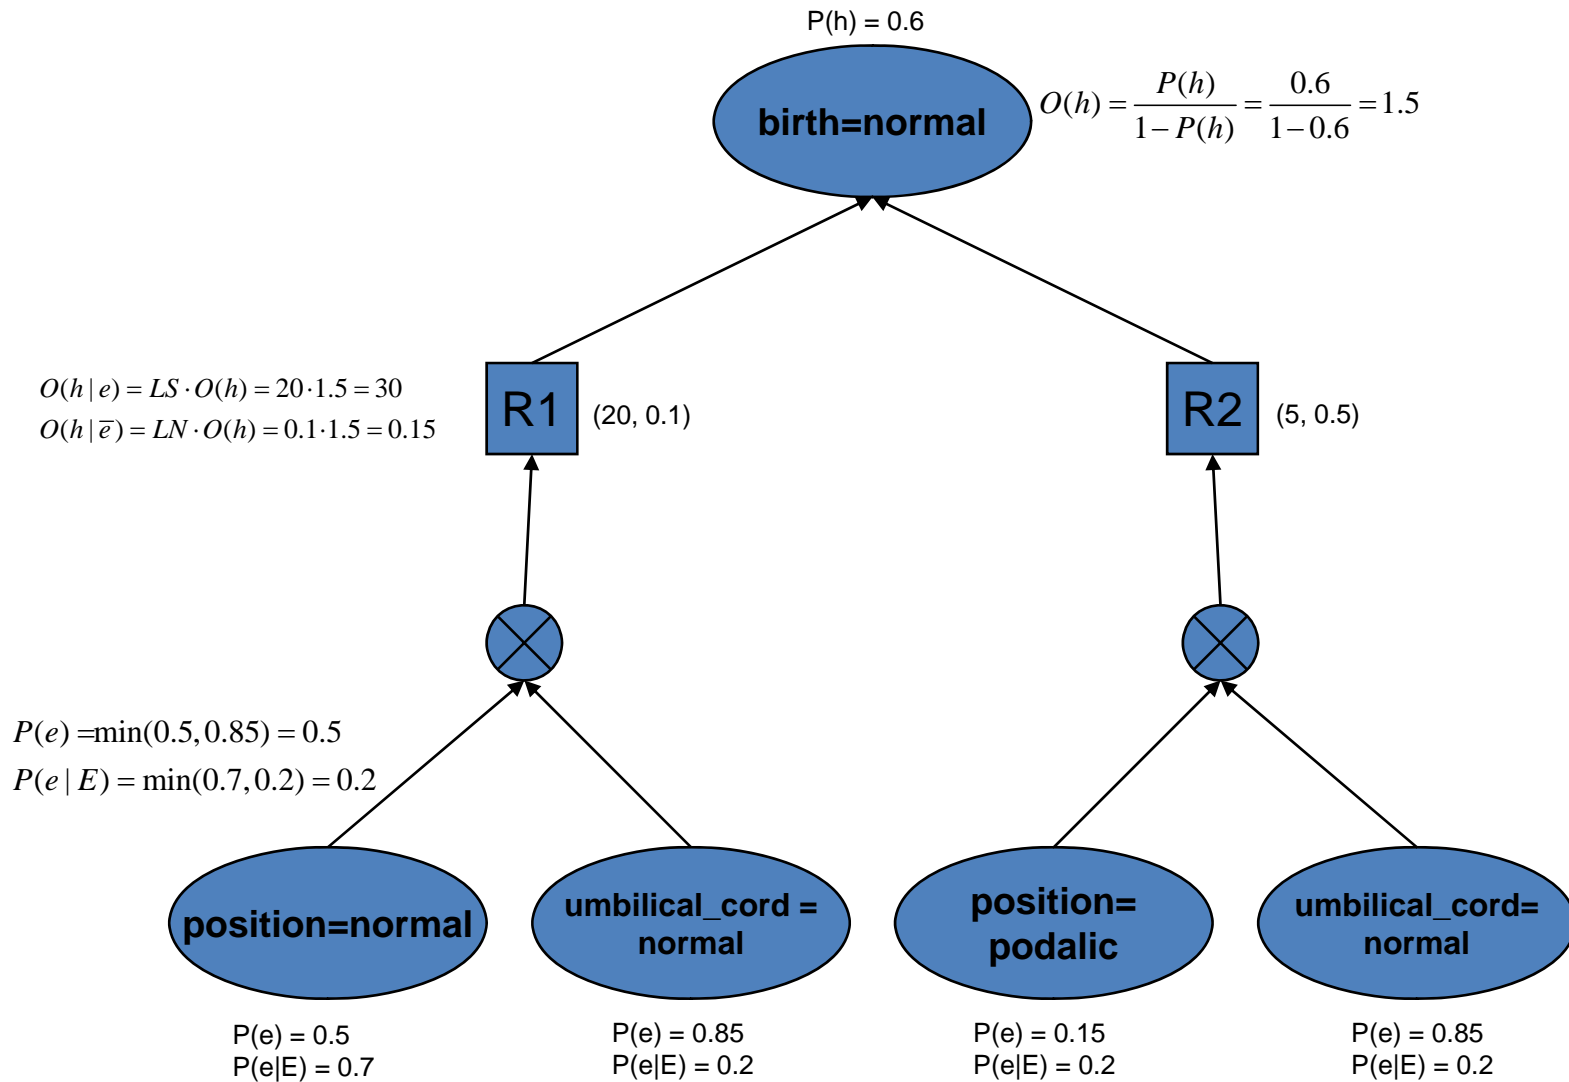 P(h) = 0.6
birth=normal
O(h) = P(h) / 1 − P(h) = 0.6 / 1 − 0.6 = 1.5
O(h | e) = LS · O(h) = 20 · 1.5 = 30
O(h | e̅) = LN · O(h) = 0.1 · 1.5 = 0.15
R1
(20, 0.1)
R2
(5, 0.5)
P(e) =min(0.5, 0.85) = 0.5
P(e | E) = min(0.7, 0.2) = 0.2
position=normal
umbilical_cord =
normal
position=
podalic
umbilical_cord=
normal
P(e) = 0.5
P(e|E) = 0.7
P(e) = 0.85
P(e|E) = 0.2
P(e) = 0.15
P(e|E) = 0.2
P(e) = 0.85
P(e|E) = 0.2